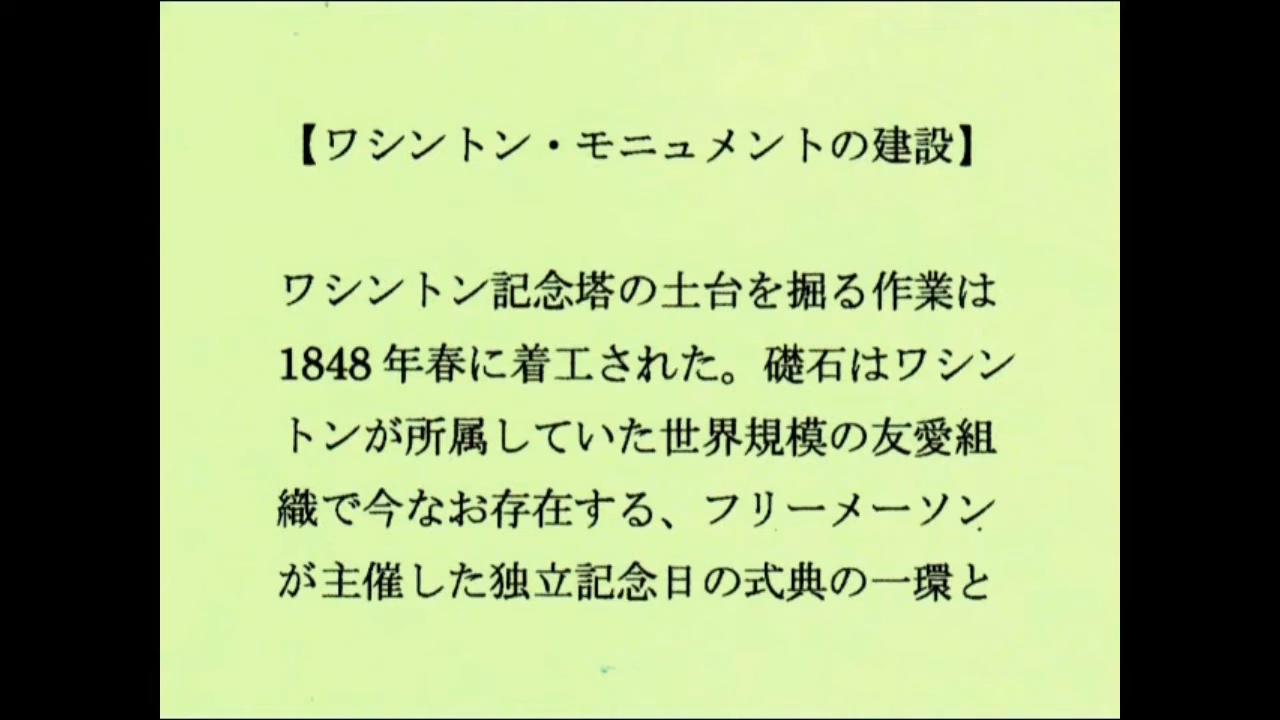 【ワシントン・モニュメントの建設】
ワシントン記念塔の土台を掘る作業は
1848年春に着工された。礎石はワシン
トンが所属していた世界規模の友愛組
織で今なお存在する、フリーメーソン
が主催した独立記念日の式典の一環と